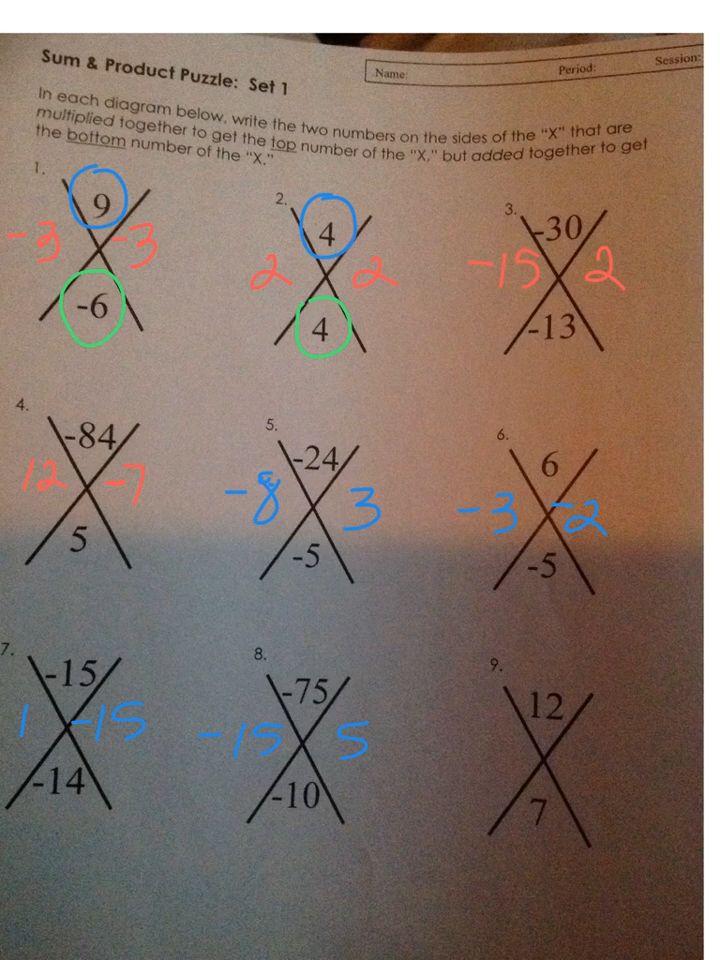 Sum & Product Puzzle: Set 1
Name: Period: Session:
In each diagram below, write the two numbers on the sides of the "X" that are
multiplied together to get the top number of the "X," but added together to get
the bottom number of the "X."
1. 2. 3.
9 4 -30
-3 -3 2 2 -15 2
-6 4 -13
4. 5. 6.
-84 -24 6
12 -7 -8 3 -3 -2
5 -5 -5
7. 8. 9.
-15 -75 12
1 -15 -15 5
-14 -10 7